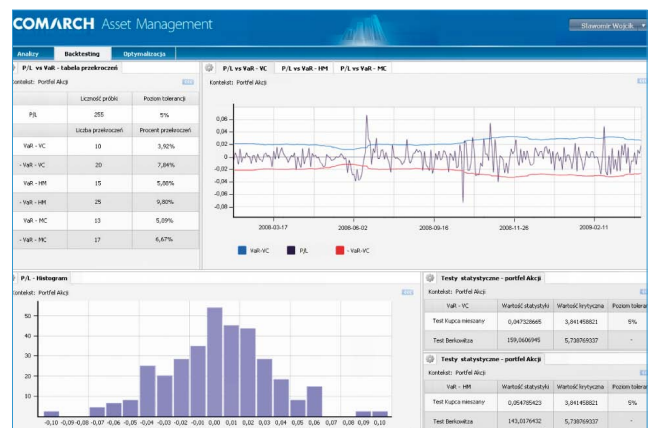 COMARCH Asset Management
Sławomir Wójcik
Analizy Backtesting Optymalizacja
P/L vs VaR - tabela przekroczeń
Kontekst: Portfel Akcji
Liczność próbki Poziom tolerancji
P/L 255 5%
Liczba przekroczeń Procent przekroczeń
VaR - VC 10 3,92%
- VaR - VC 20 7,84%
VaR - HM 15 5,88%
- VaR - HM 25 9,80%
VaR - MC 13 5,09%
- VaR - MC 17 6,67%
P/L vs VaR - VC P/L vs VaR - HM P/L vs VaR - MC
Kontekst: Portfel Akcji
0,06
0,04
0,02
0
-0,02
-0,04
-0,06
-0,08
2008-03-17 2008-06-02 2008-09-16 2008-11-26 2009-02-11
VaR-VC P/L - VaR-VC
P/L - Histogram
Kontekst: Portfel Akcji
50
40
30
20
10
-0,10 -0,09 -0,08 -0,07 -0,06 -0,05 -0,04 -0,03 -0,02 -0,01 0,00 0,01 0,02 0,03 0,04 0,05 0,06 0,07 0,08 0,09 0,10
Testy statystyczne - portfel Akcji
Kontekst: Portfel Akcji
VaR - VC Wartość statystyki Wartość krytyczna Poziom toleran
Test Kupca mieszany 0,047328665 3,841458821 5%
Test Berkowitza 159,0606945 5,738769337 -
Testy statystyczne - portfel Akcji
Kontekst: Portfel Akcji
VaR - HM Wartość statystyki Wartość krytyczna Poziom toleran
Test Kupca mieszany 0,054785423 3,841458821 5%
Test Berkowitza 143,0176432 5,738769337 -